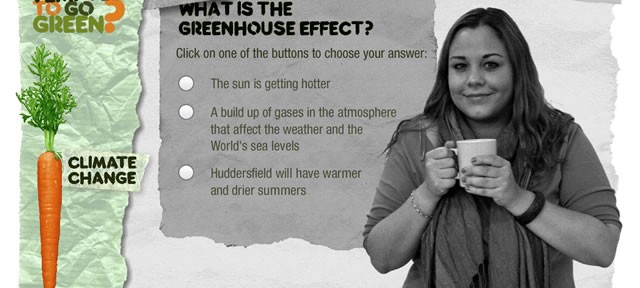 TO GO
GREEN?
WHAT IS THE
GREENHOUSE EFFECT?
Click on one of the buttons to choose your answer:
The sun is getting hotter
A build up of gases in the atmosphere
that affect the weather and the
World's sea levels
Huddersfield will have warmer
and drier summers
CLIMATE
CHANGE